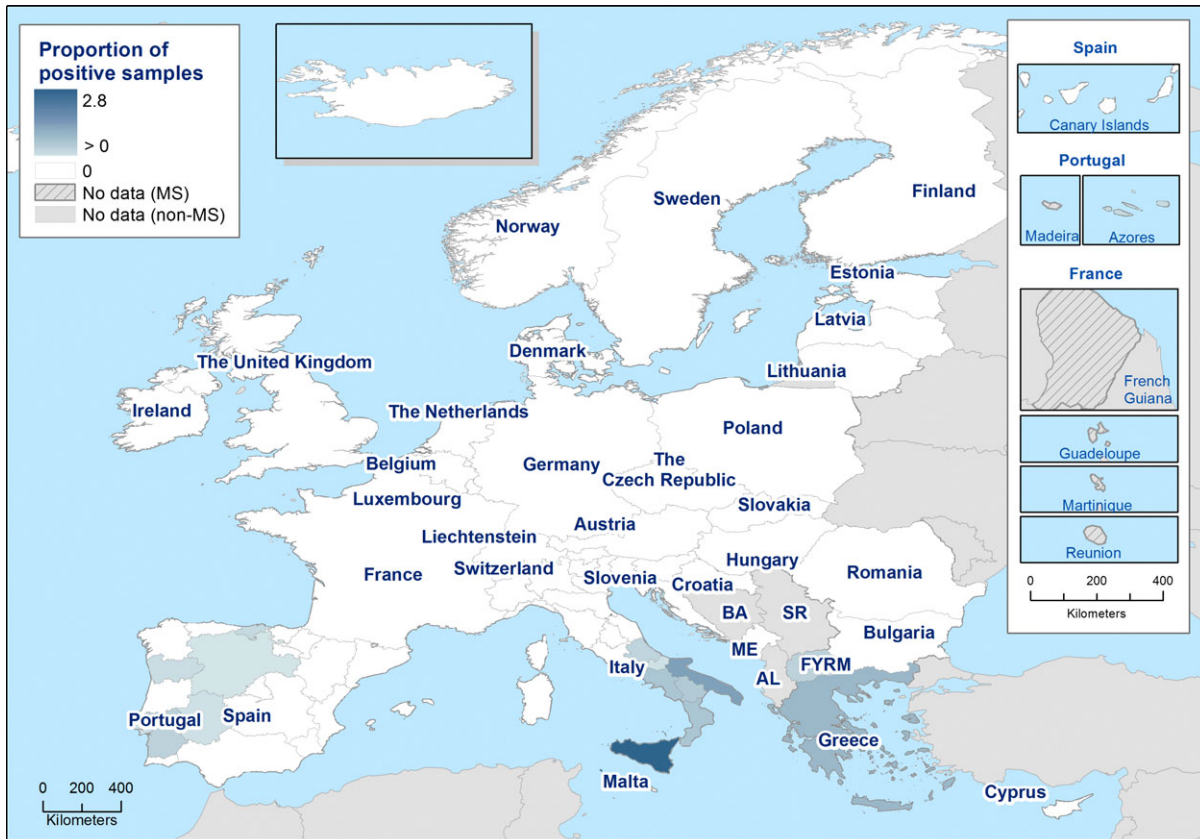 Proportion of
positive samples
2.8
> 0
0
No data (MS)
No data (non-MS)
Norway
Sweden
Finland
Estonia
Latvia
Lithuania
Denmark
The United Kingdom
Ireland
The Netherlands
Belgium
Luxembourg
Germany
Poland
The
Czech Republic
Slovakia
Austria
Liechtenstein
Switzerland
France
Slovenia
Hungary
Croatia
Romania
BA
SR
Bulgaria
ME
FYRM
AL
Italy
Portugal
Spain
Greece
Malta
Cyprus
0 200 400
Kilometers
Spain
Canary Islands
Portugal
Madeira
Azores
France
French
Guiana
Guadeloupe
Martinique
Reunion
0 200 400
Kilometers